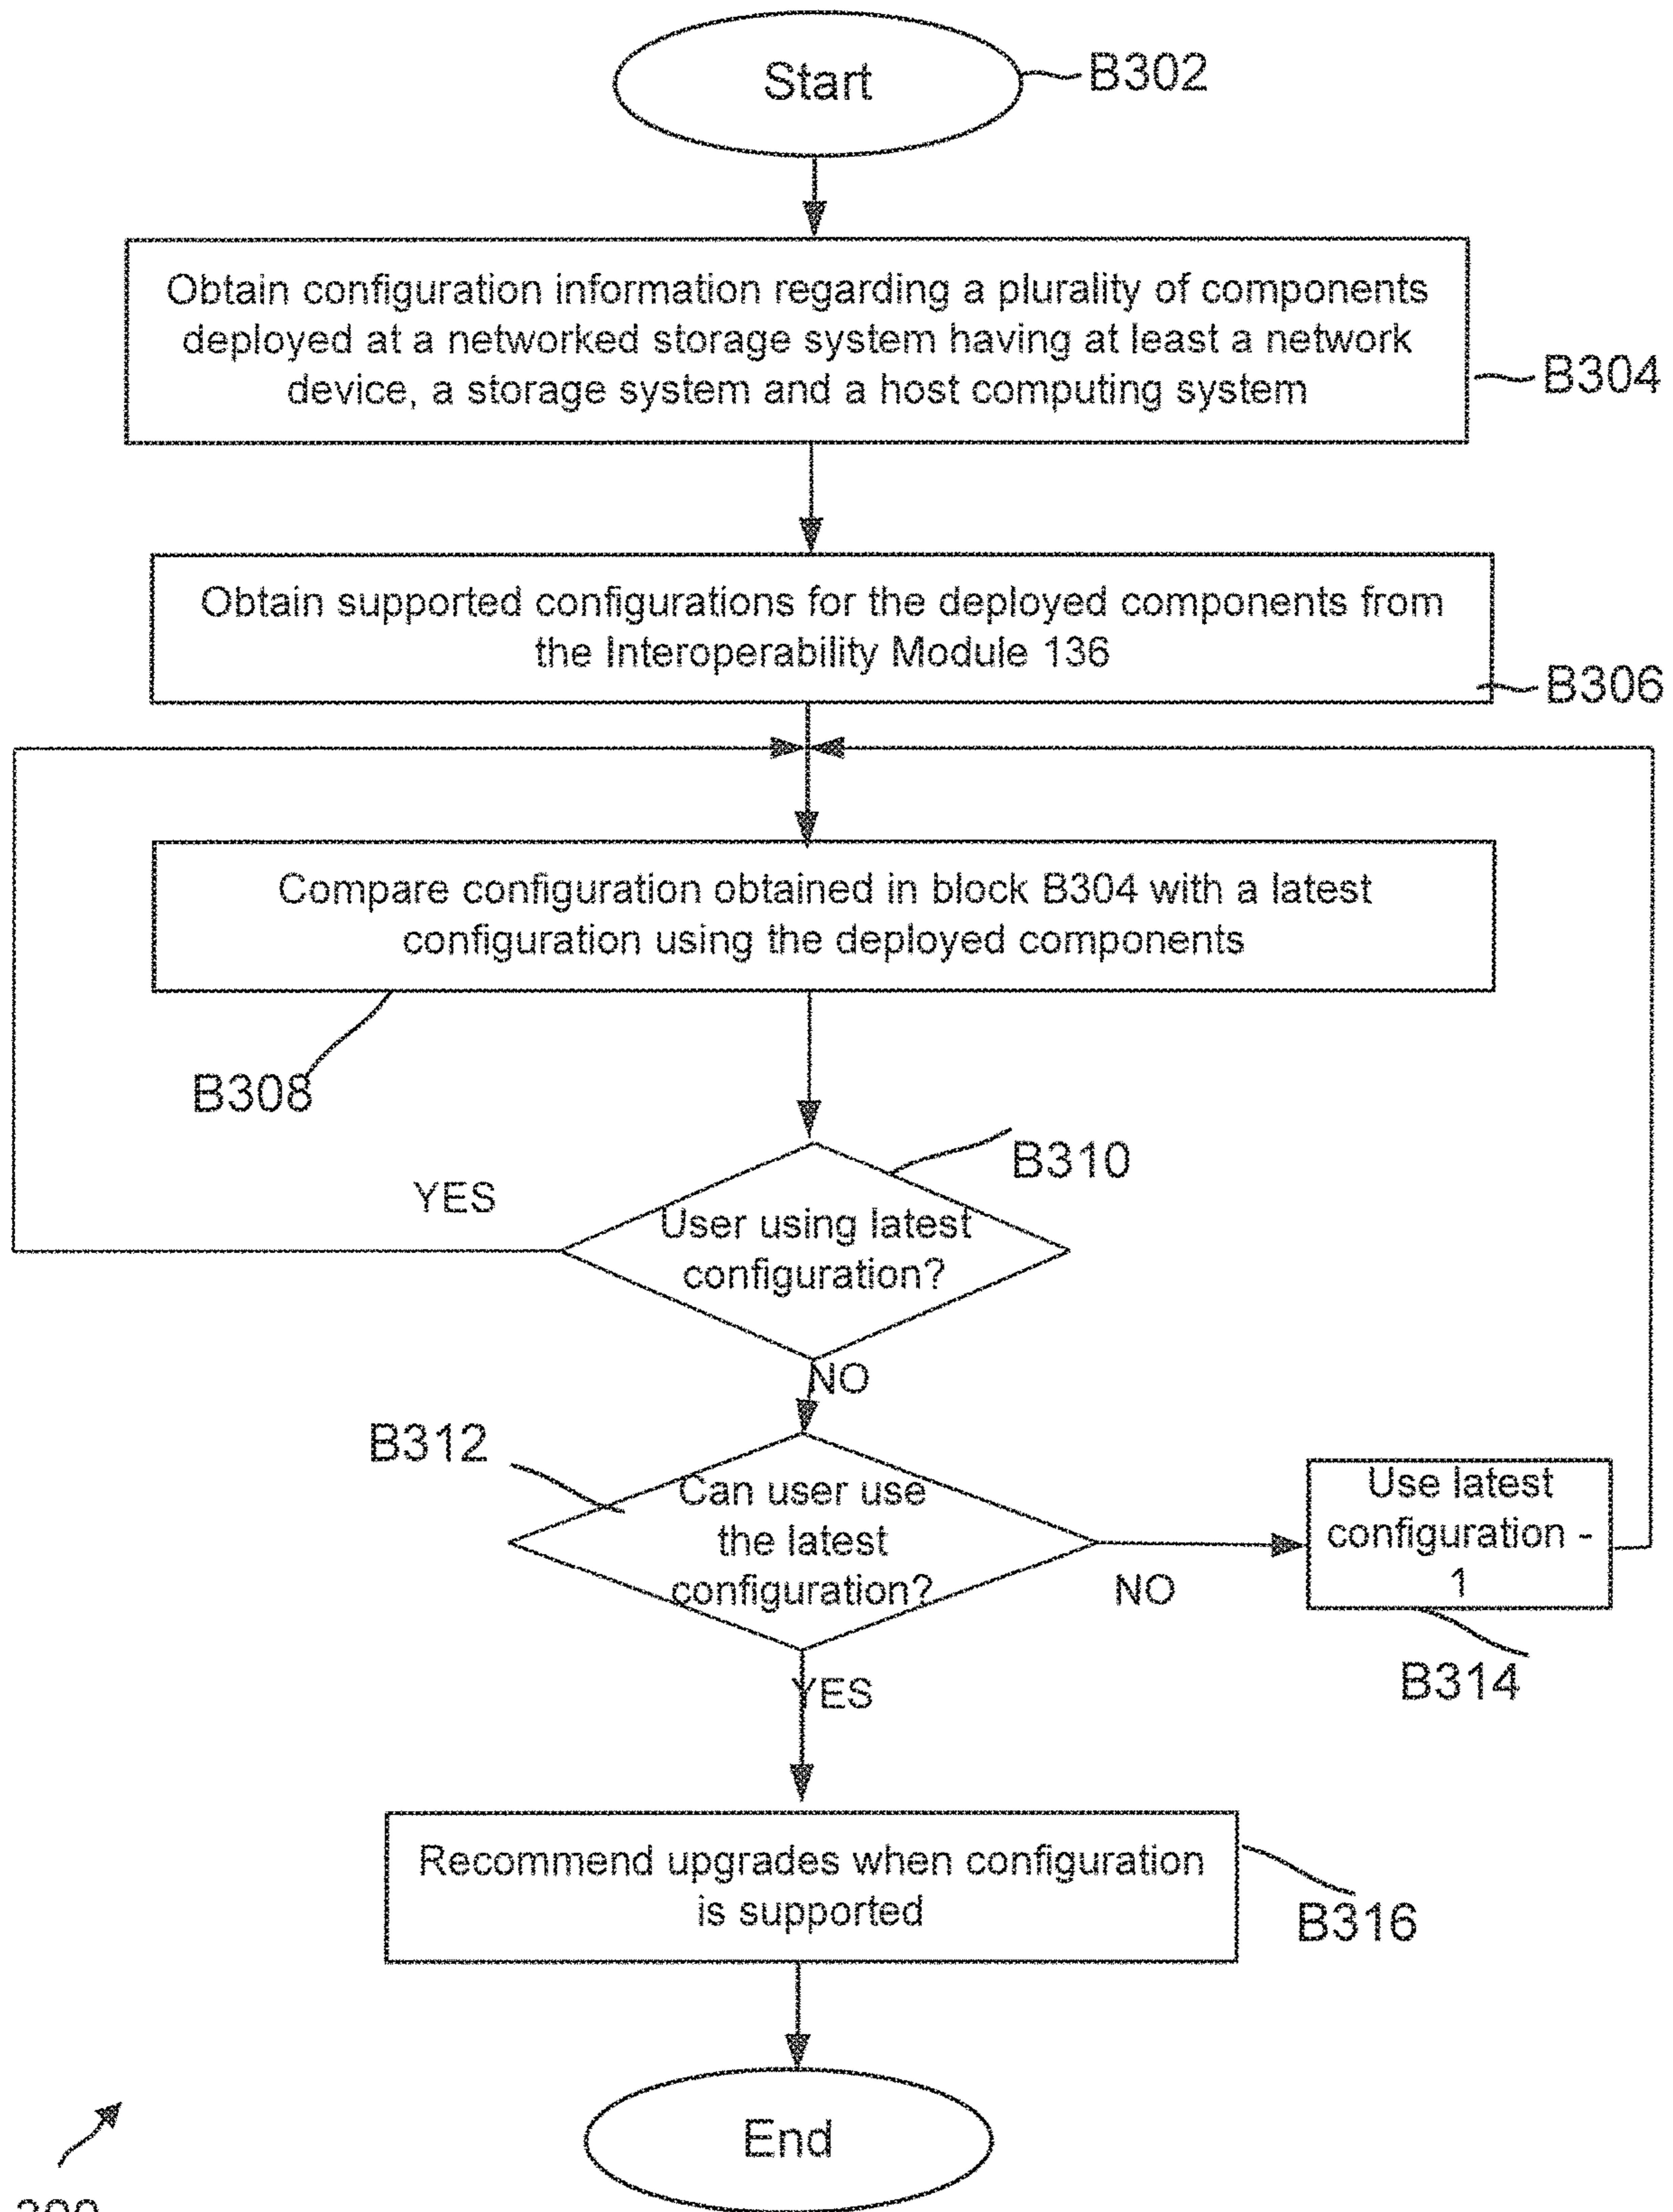 Start
B302
Obtain configuration information regarding a plurality of components
deployed at a networked storage system having at least a network
device, a storage system and a host computing system
B304
Obtain supported configurations for the deployed components from
the Interoperability Module 136
B306
Compare configuration obtained in block B304 with a latest
configuration using the deployed components
B308
B310
YES
User using latest
configuration?
NO
B312
Can user use
the latest
configuration?
NO
Use latest
configuration -
1
B314
YES
Recommend upgrades when configuration
is supported
B316
End